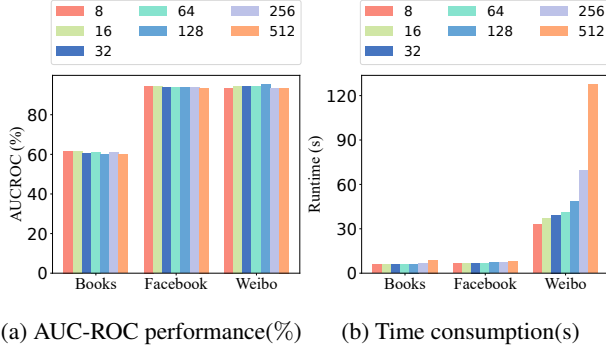 8 64 256
16 128 512
32
AUCROC (%)
80
60
40
20
0
Books Facebook Weibo
(a) AUC-ROC performance(%)
8 64 256
16 128 512
32
Runtime (s)
120
90
60
30
0
Books Facebook Weibo
(b) Time consumption(s)